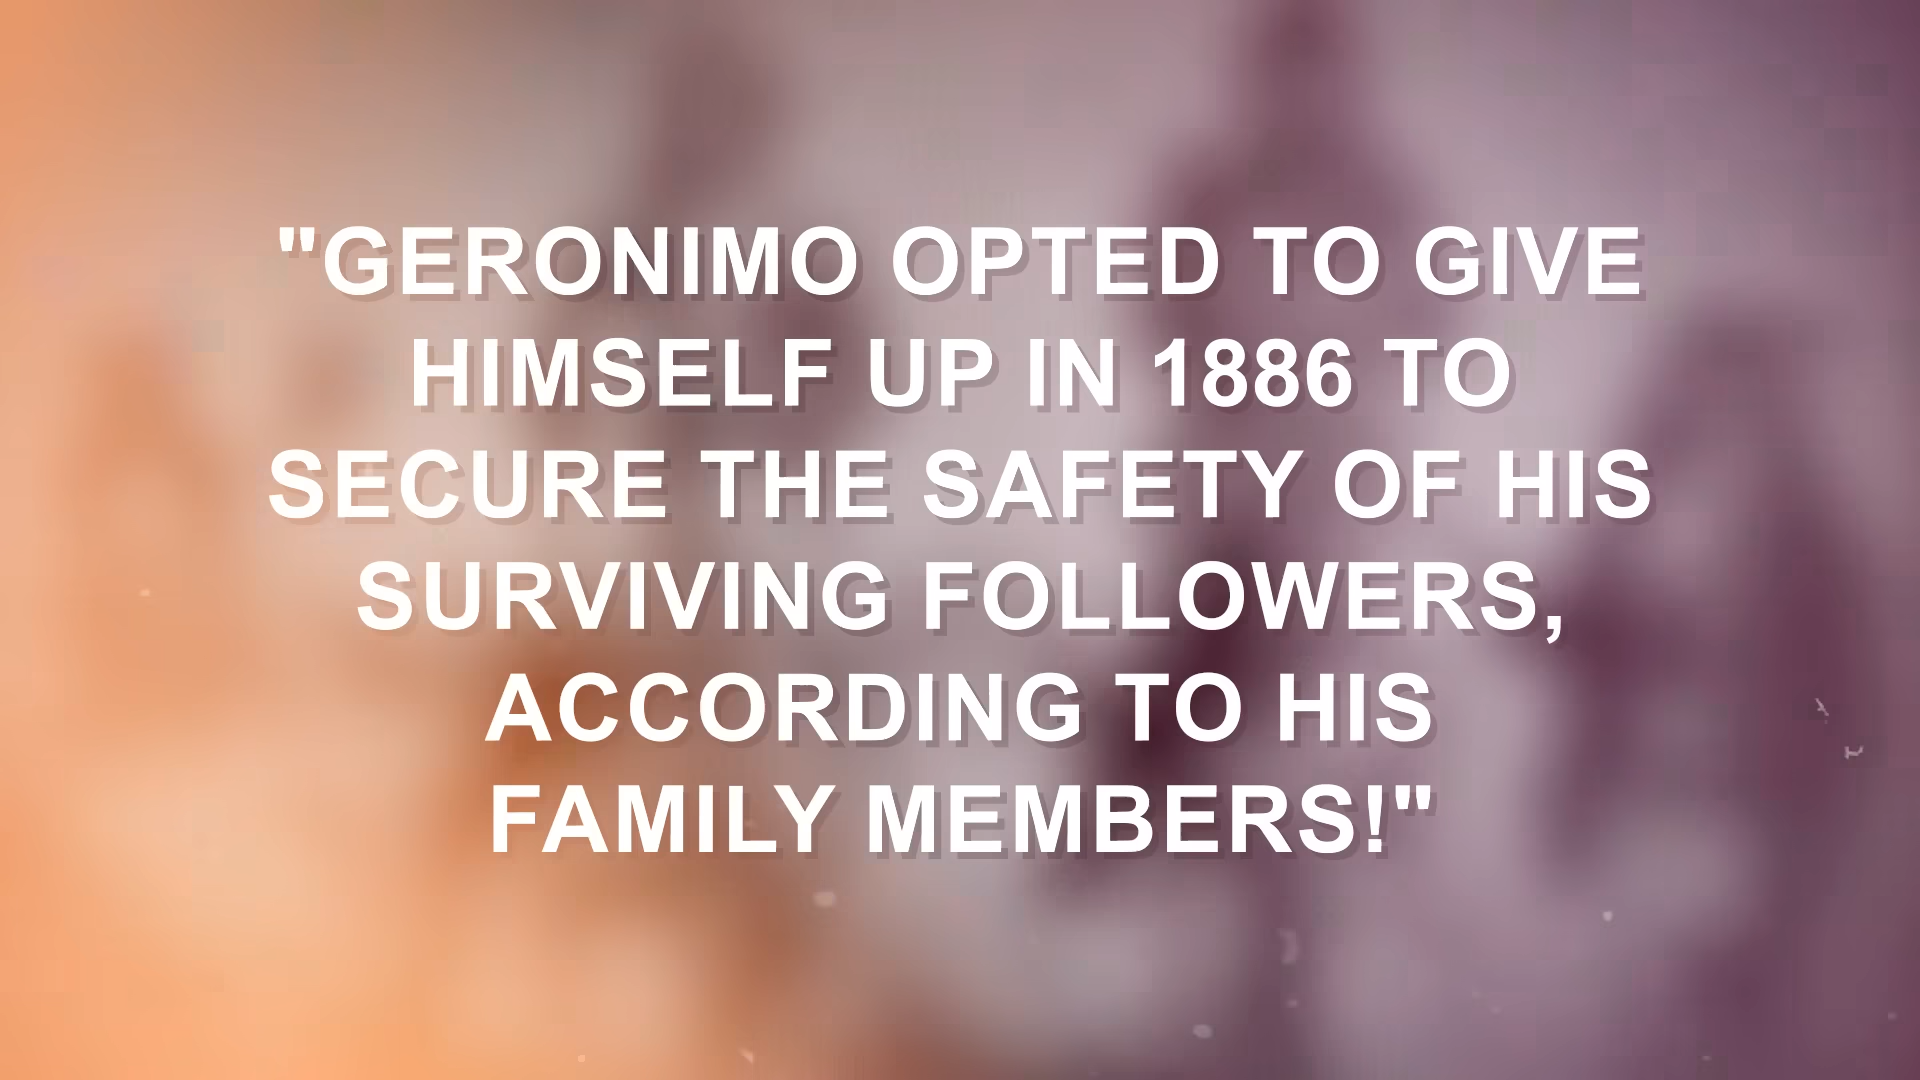 "GERONIMO OPTED TO GIVE
HIMSELF UP IN 1886 TO
SECURE THE SAFETY OF HIS
SURVIVING FOLLOWERS,
ACCORDING TO HIS
FAMILY MEMBERS!"